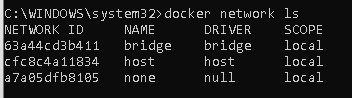 C:\WINDOWS\system32>docker network ls
NETWORK ID     NAME      DRIVER    SCOPE
63a44cd3b411   bridge    bridge    local
cfc8c4a11834   host      host      local
a7a05dfb8105   none      null      local